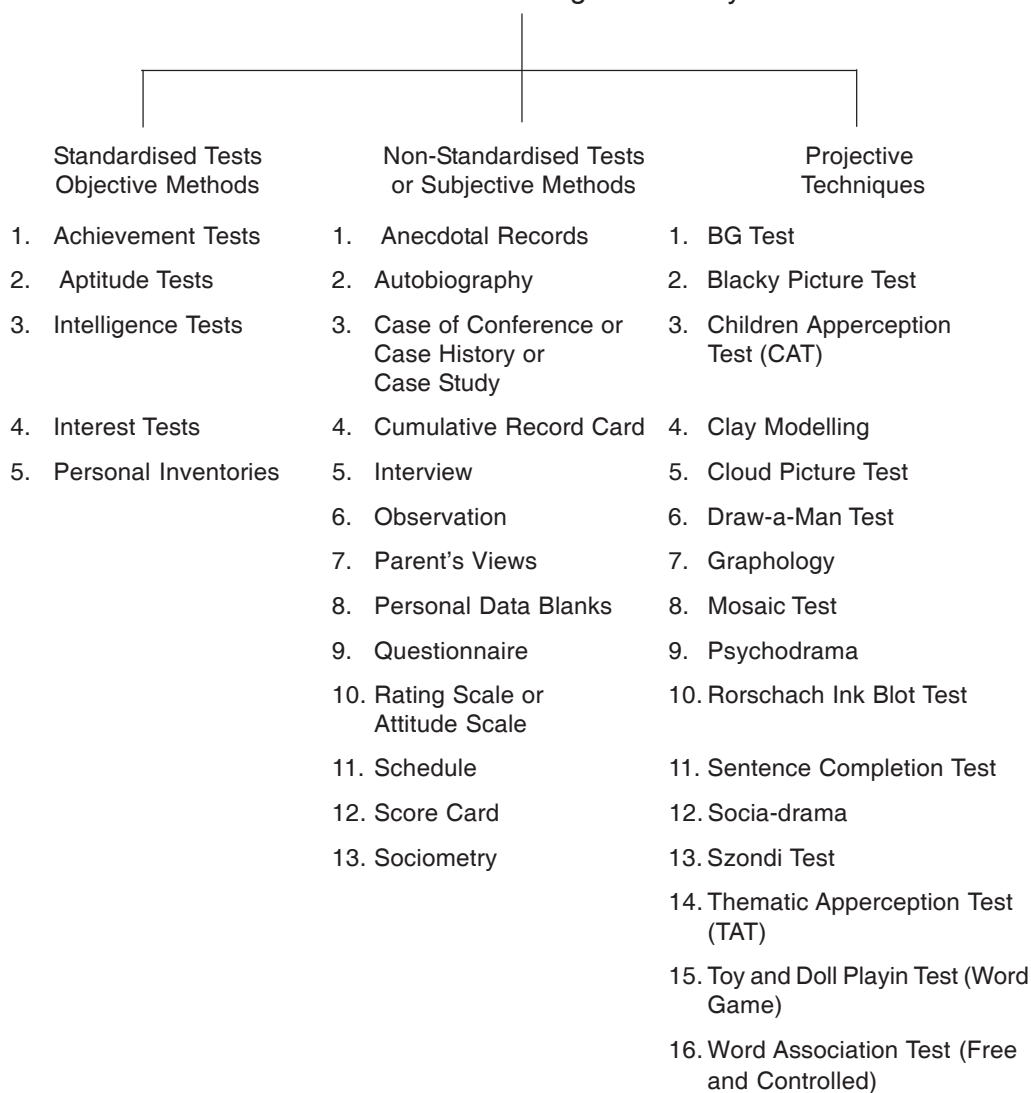 Standardised Tests
Objective Methods
1. Achievement Tests
2. Aptitude Tests
3. Intelligence Tests
4. Interest Tests
5. Personal Inventories
Non-Standardised Tests
or Subjective Methods
1. Anecdotal Records
2. Autobiography
3. Case of Conference or
Case History or
Case Study
4. Cumulative Record Card
5. Interview
6. Observation
7. Parent's Views
8. Personal Data Blanks
9. Questionnaire
10. Rating Scale or
Attitude Scale
11. Schedule
12. Score Card
13. Sociometry
Projective
Techniques
1. BG Test
2. Blacky Picture Test
3. Children Apperception
Test (CAT)
4. Clay Modelling
5. Cloud Picture Test
6. Draw-a-Man Test
7. Graphology
8. Mosaic Test
9. Psychodrama
10. Rorschach Ink Blot Test
11. Sentence Completion Test
12. Socia-drama
13. Szondi Test
14. Thematic Apperception Test
(TAT)
15. Toy and Doll Playin Test (Word
Game)
16. Word Association Test (Free
and Controlled)